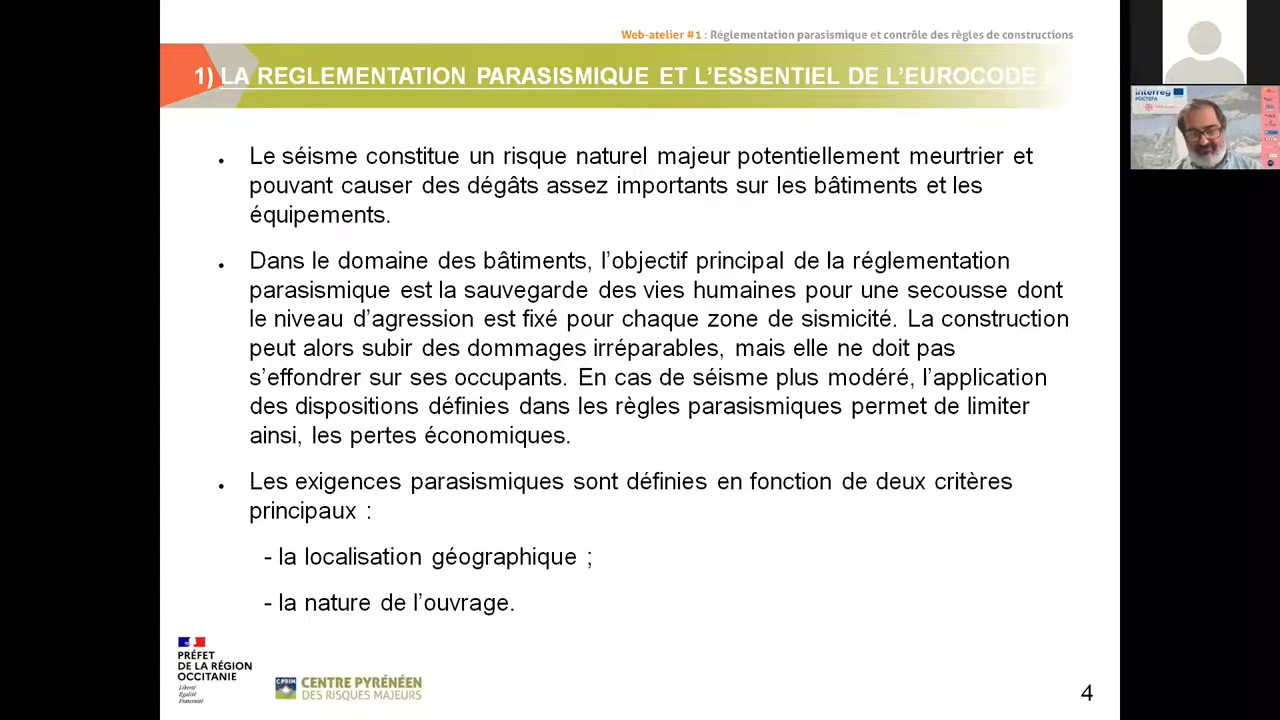 Web-atelier #1 : Réglementation parasismique et contrôle des règles de constructions
1) LA REGLEMENTATION PARASISMIQUE ET L’ESSENTIEL DE L’EUROCODE
• Le séisme constitue un risque naturel majeur potentiellement meurtrier et
pouvant causer des dégâts assez importants sur les bâtiments et les
équipements.
• Dans le domaine des bâtiments, l’objectif principal de la réglementation
parasismique est la sauvegarde des vies humaines pour une secousse dont
le niveau d’agression est fixé pour chaque zone de sismicité. La construction
peut alors subir des dommages irréparables, mais elle ne doit pas
s’effondrer sur ses occupants. En cas de séisme plus modéré, l’application
des dispositions définies dans les règles parasismiques permet de limiter
ainsi, les pertes économiques.
• Les exigences parasismiques sont définies en fonction de deux critères
principaux :
- la localisation géographique ;
- la nature de l’ouvrage.
PRÉFET
DE LA RÉGION
OCCITANIE
Liberté
Égalité
Fraternité
CPRIM
CENTRE PYRÉNÉEN
DES RISQUES MAJEURS
4
Interreg
POCTEFA